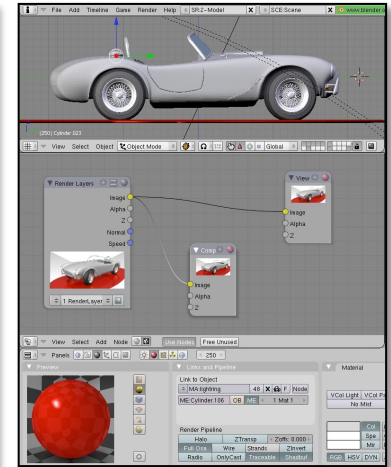 File Add Timeline Game Render Help SR:2-Model X SCE:Scene X www.blender.o
(250) Cylinder.023
View Select Object Object Mode Global
Render Layers
Image
Alpha
Z
Normal
Speed
1 RenderLayer
View
Image
Alpha
Z
Comp
Image
Alpha
Z
View Select Add Node Use Nodes Free Unused
Panels 250
Preview
Links and Pipeline
Link to Object
MA:lightring 48 X F Node
ME:Cylinder.106 OB ME 1 Mat 1
Render Pipeline
Halo ZTransp Zoffs: 0.000
Full Osa Wire Strands ZInvert
Radio OnlyCast Traceable Shadbuf
Material
VCol Light VCol P
No Mist
Col
Spe
Mir
RGB HSV DYN